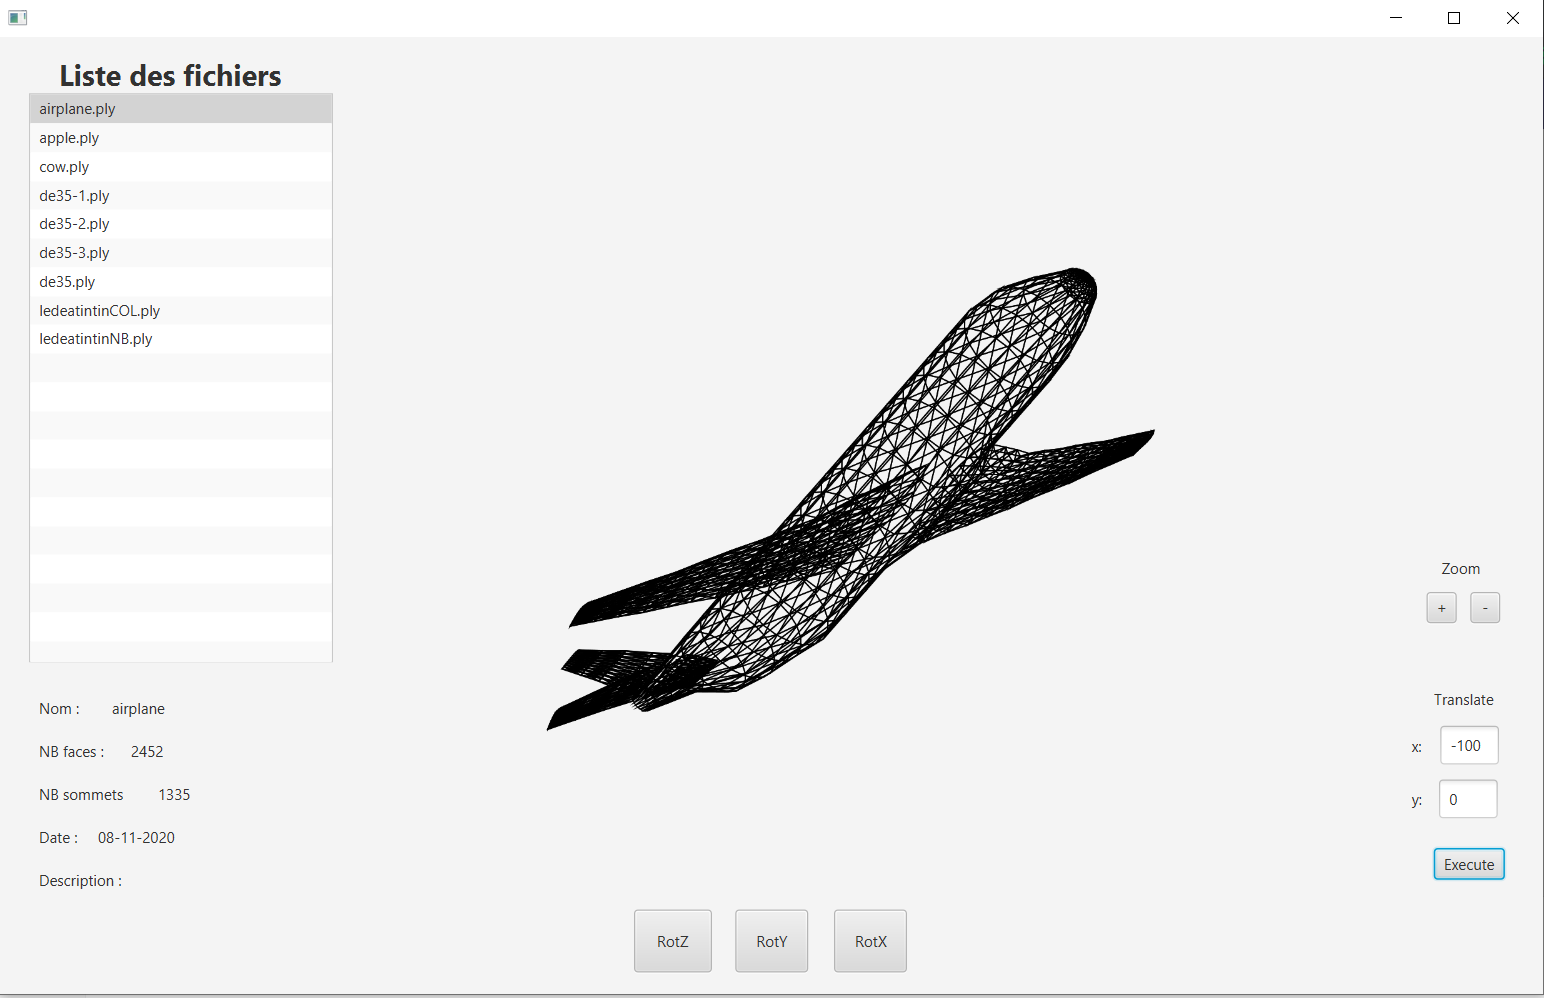 Liste des fichiers
airplane.ply
apple.ply
cow.ply
de35-1.ply
de35-2.ply
de35-3.ply
de35.ply
ledeatintinCOL.ply
ledeatintinNB.ply
Nom : airplane
NB faces : 2452
NB sommets 1335
Date : 08-11-2020
Description :
Zoom
+ -
Translate
x: -100
y: 0
Execute
RotZ RotY RotX